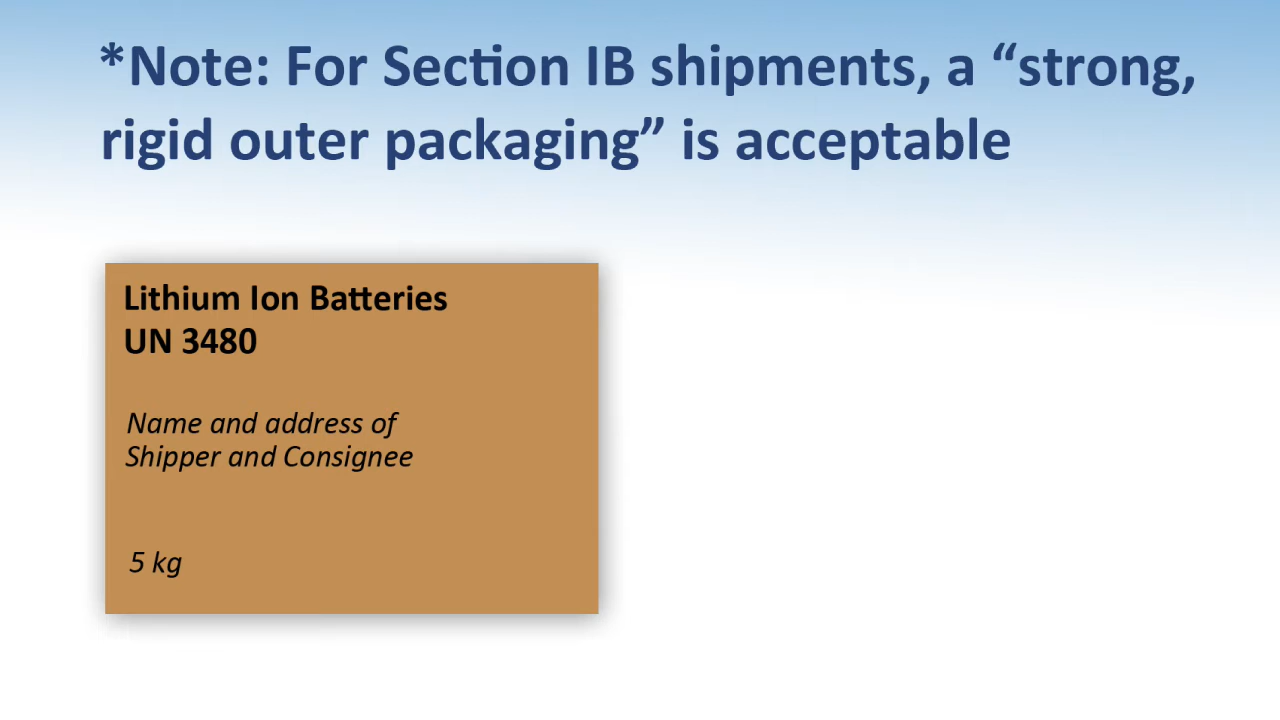 *Note: For Section IB shipments, a “strong,
rigid outer packaging” is acceptable
Lithium Ion Batteries
UN 3480
Name and address of
Shipper and Consignee
5 kg